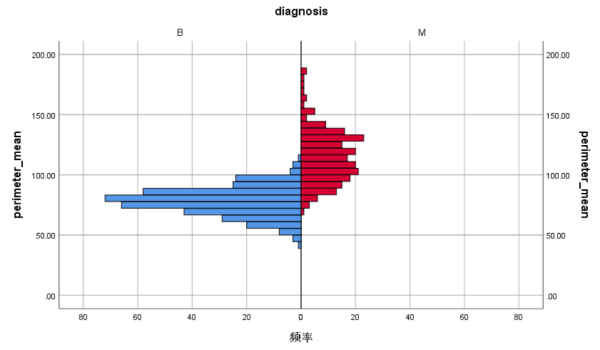 diagnosis
B M
200.00 200.00
150.00 150.00
100.00 100.00
50.00 50.00
.00 .00
perimeter_mean
perimeter_mean
80 60 40 20 0 20 40 60 80
频率